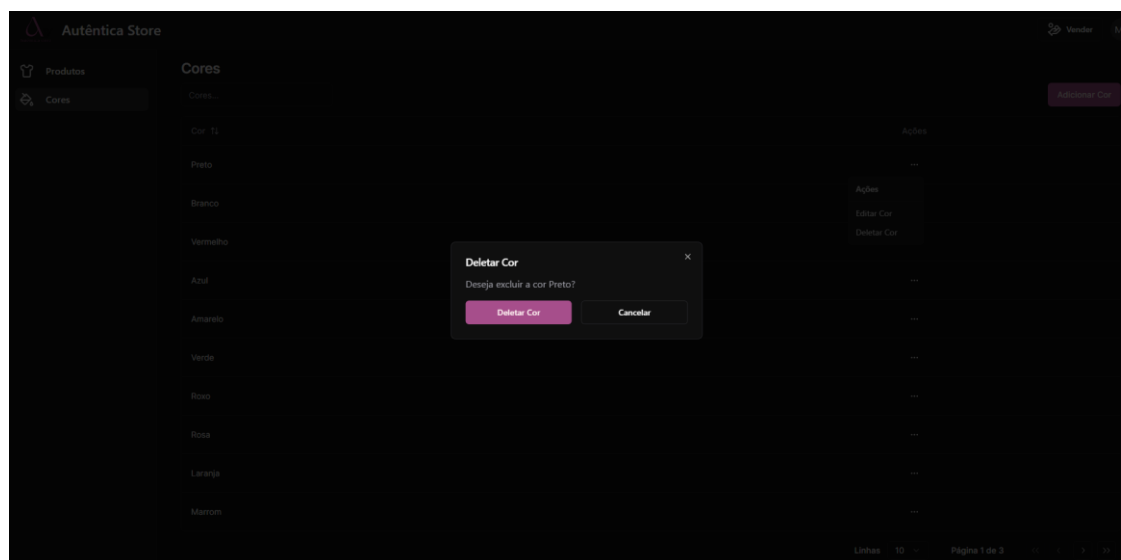 Autêntica Store
Vender
Produtos
Cores
Cores
Cores...
Adicionar Cor
Cor
Ações
Preto
Ações
Branco
Editar Cor
Deletar Cor
Vermelho
Deletar Cor
Deseja excluir a cor Preto?
Deletar Cor
Cancelar
Azul
Amarelo
Verde
Roxo
Rosa
Laranja
Marrom
Linhas 10
Página 1 de 3